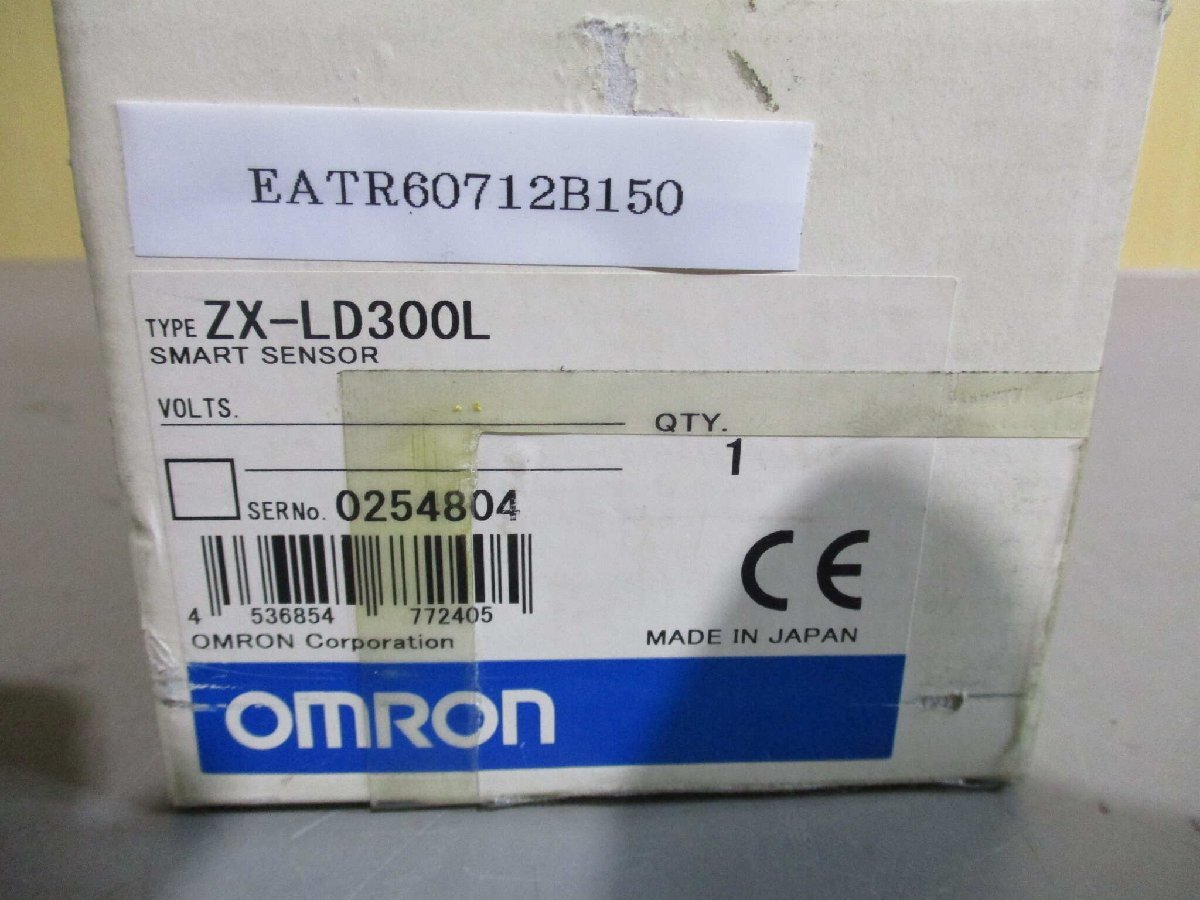 EATR60712B150
TYPE ZX-LD300L
SMART SENSOR
VOLTS.
QTY.
1
SERNo. 0254804
4 536854 772405
OMRON Corporation
CE
MADE IN JAPAN
OMRON